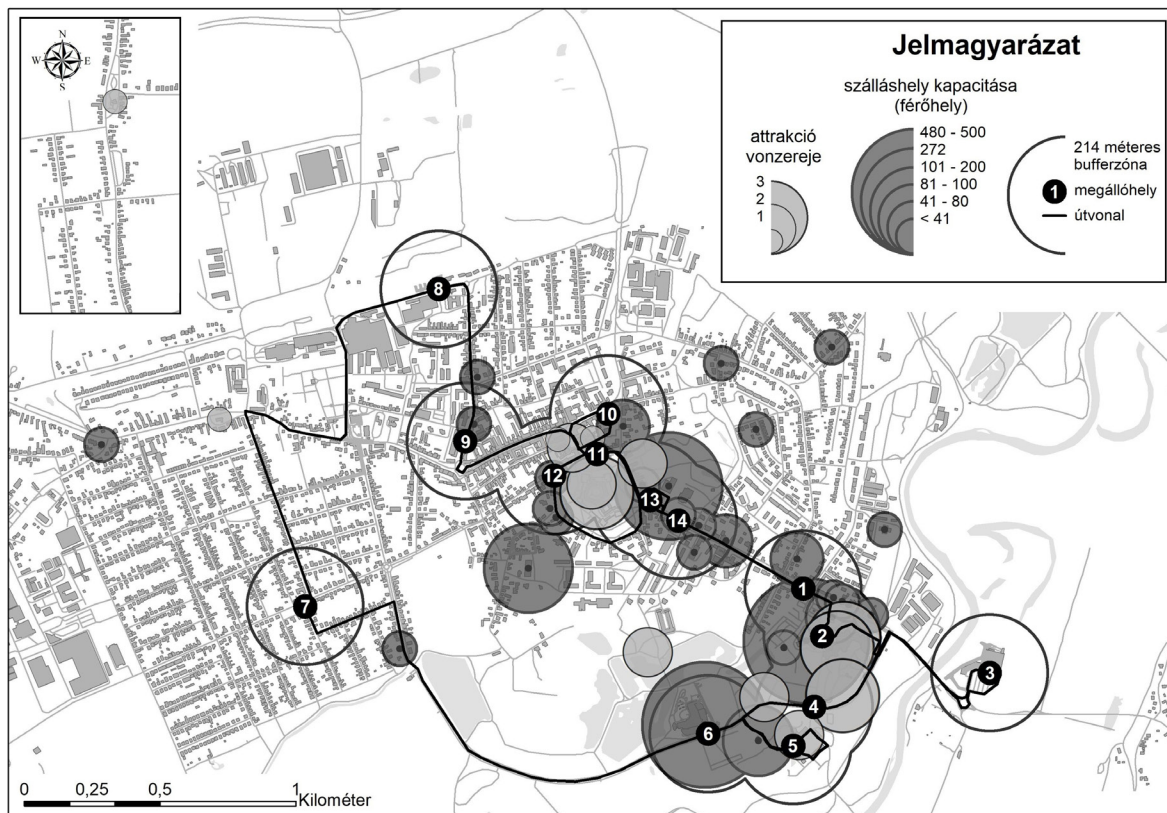 N
W E
S
Jelmagyarázat
szálláshely kapacitása
(férőhely)
attrakció
vonzereje
3
2
1
480 - 500
272
101 - 200
81 - 100
41 - 80
< 41
214 méteres
bufferzóna
1 megállóhely
útvonal
8
10
9
11
12
13
14
1
7
2
3
4
6
5
0 0,25 0,5 1
Kilométer